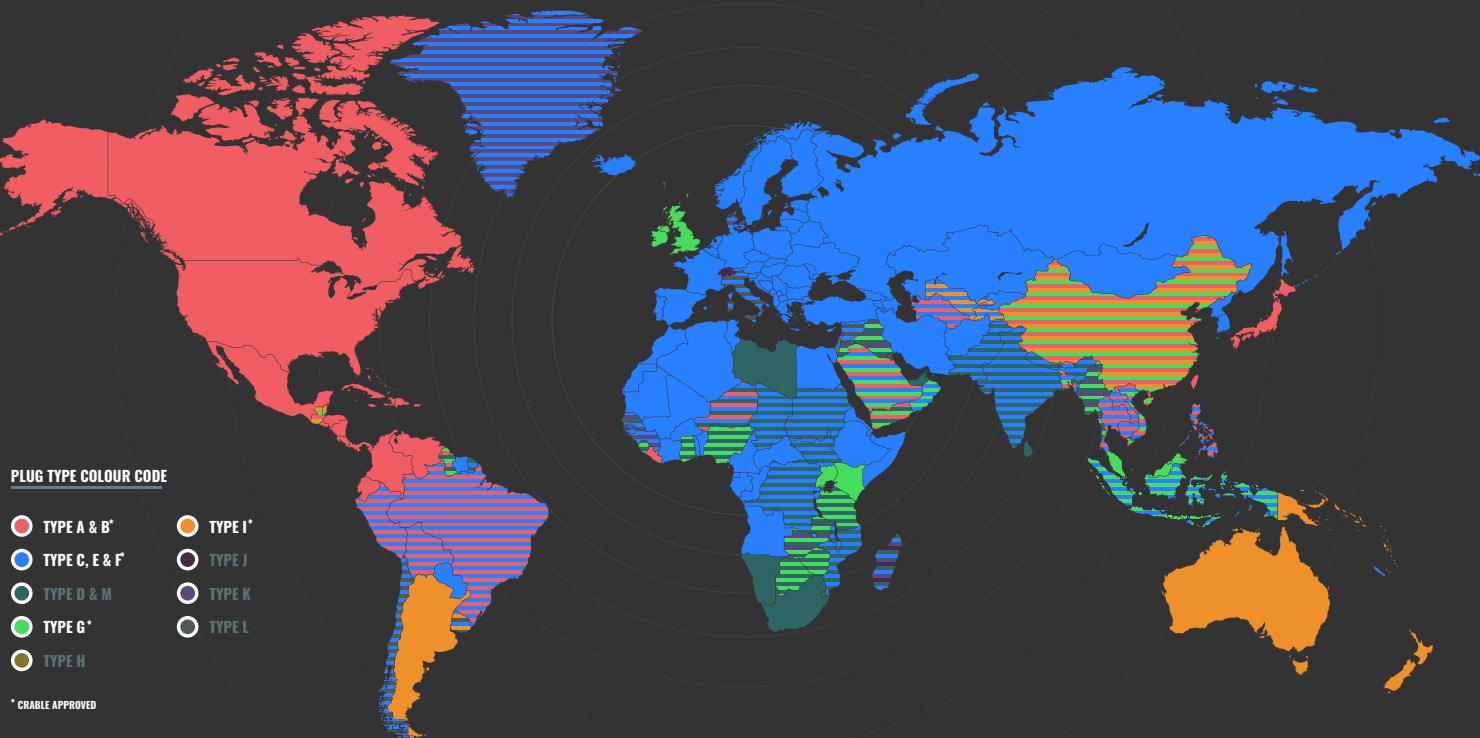 PLUG TYPE COLOUR CODE
TYPE A & B*
TYPE C, E & F*
TYPE D & M
TYPE G*
TYPE H
TYPE I*
TYPE J
TYPE K
TYPE L
* CRABLE APPROVED